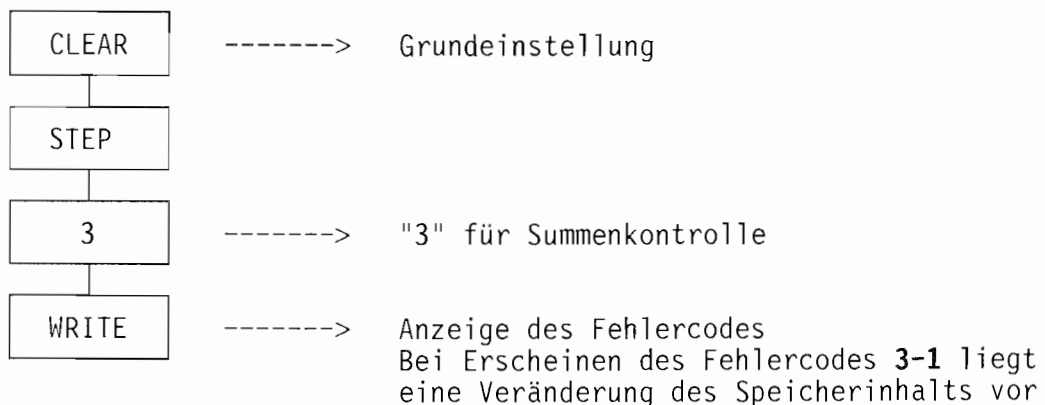 CLEAR -------> Grundeinstellung
STEP
3 -------> "3" für Summenkontrolle
WRITE -------> Anzeige des Fehlercodes
Bei Erscheinen des Fehlercodes 3-1 liegt
eine Veränderung des Speicherinhalts vor